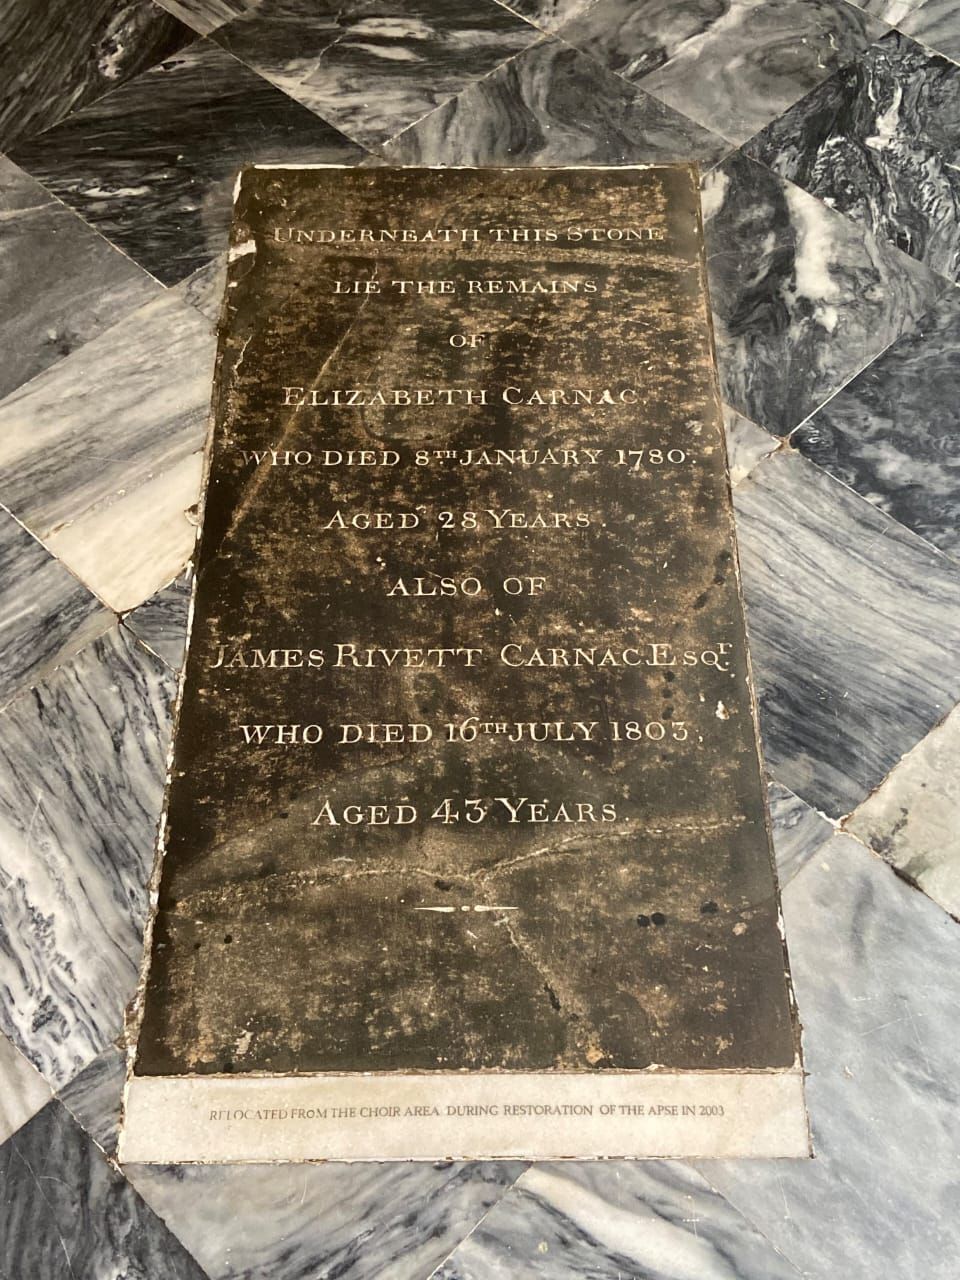 UNDERNEATH THIS STONE
LIE THE REMAINS
OF
ELIZABETH CARNAC,
WHO DIED 8TH JANUARY 1780.
AGED 28 YEARS.
ALSO OF
JAMES RIVETT CARNAC Esqr
WHO DIED 16TH JULY 1803,
AGED 43 YEARS.
RELOCATED FROM THE CHOIR AREA DURING RESTORATION OF THE APSE IN 2003